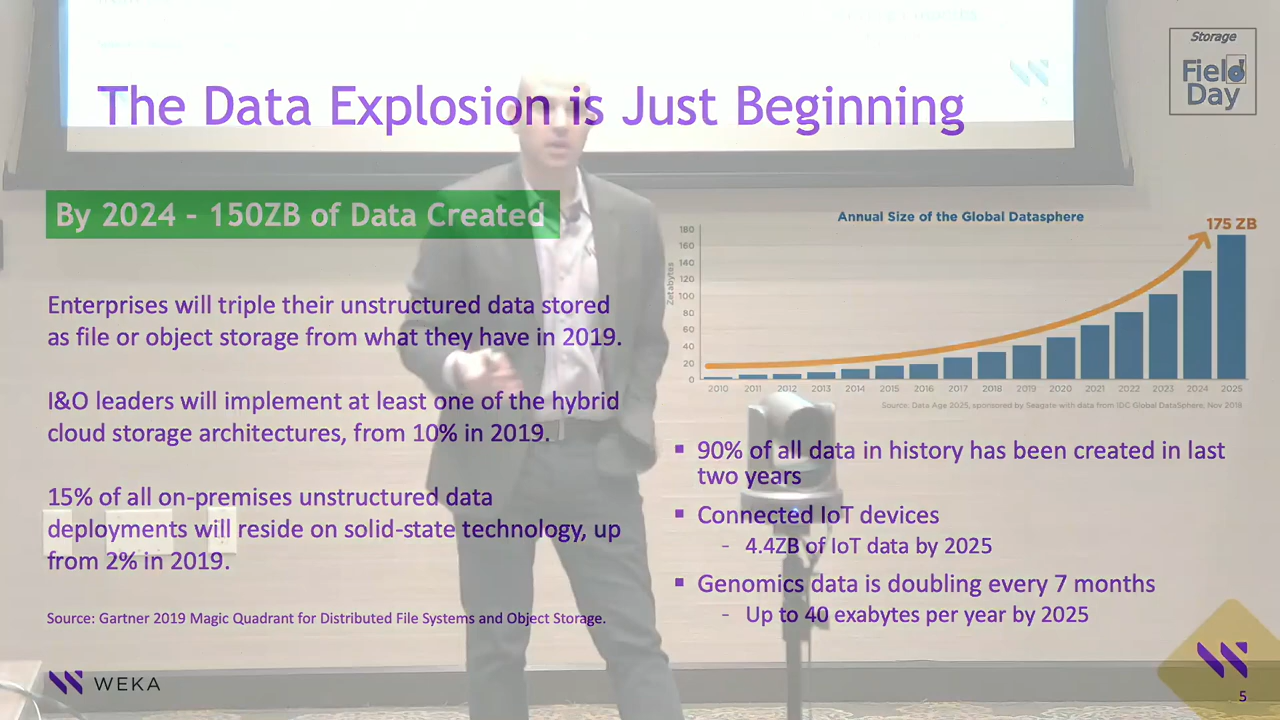 Storage
Field
Day
The Data Explosion is Just Beginning
By 2024 - 150ZB of Data Created
Enterprises will triple their unstructured data stored
as file or object storage from what they have in 2019.
I&O leaders will implement at least one of the hybrid
cloud storage architectures, from 10% in 2019.
15% of all on-premises unstructured data
deployments will reside on solid-state technology, up
from 2% in 2019.
Source: Gartner 2019 Magic Quadrant for Distributed File Systems and Object Storage.
WEKA
Annual Size of the Global Datasphere
175 ZB
Zetabytes
180
160
140
120
100
80
60
40
20
0
2010 2011 2012 2013 2014 2015 2016 2017 2018 2019 2020 2021 2022 2023 2024 2025
Source: Data Age 2025, sponsored by Seagate with data from IDC Global DataSphere, Nov 2018
▪ 90% of all data in history has been created in last
two years
▪ Connected IoT devices
- 4.4ZB of IoT data by 2025
▪ Genomics data is doubling every 7 months
- Up to 40 exabytes per year by 2025
5